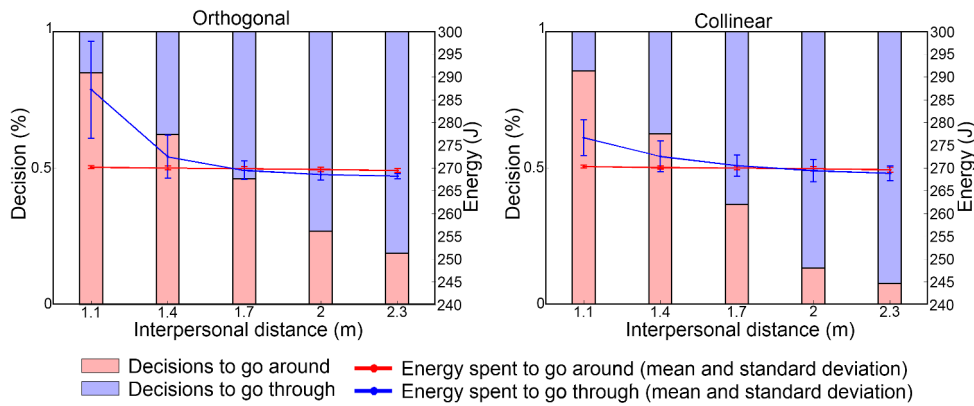 Orthogonal
Collinear
Decision (%)
1
0.5
0
300
290
285
280
275
270
265
260
255
250
245
240
Energy (J)
1.1 1.4 1.7 2 2.3
Interpersonal distance (m)
Decision (%)
1
0.5
0
300
290
285
280
275
270
265
260
255
250
245
240
Energy (J)
1.1 1.4 1.7 2 2.3
Interpersonal distance (m)
Decisions to go around
Decisions to go through
Energy spent to go around (mean and standard deviation)
Energy spent to go through (mean and standard deviation)